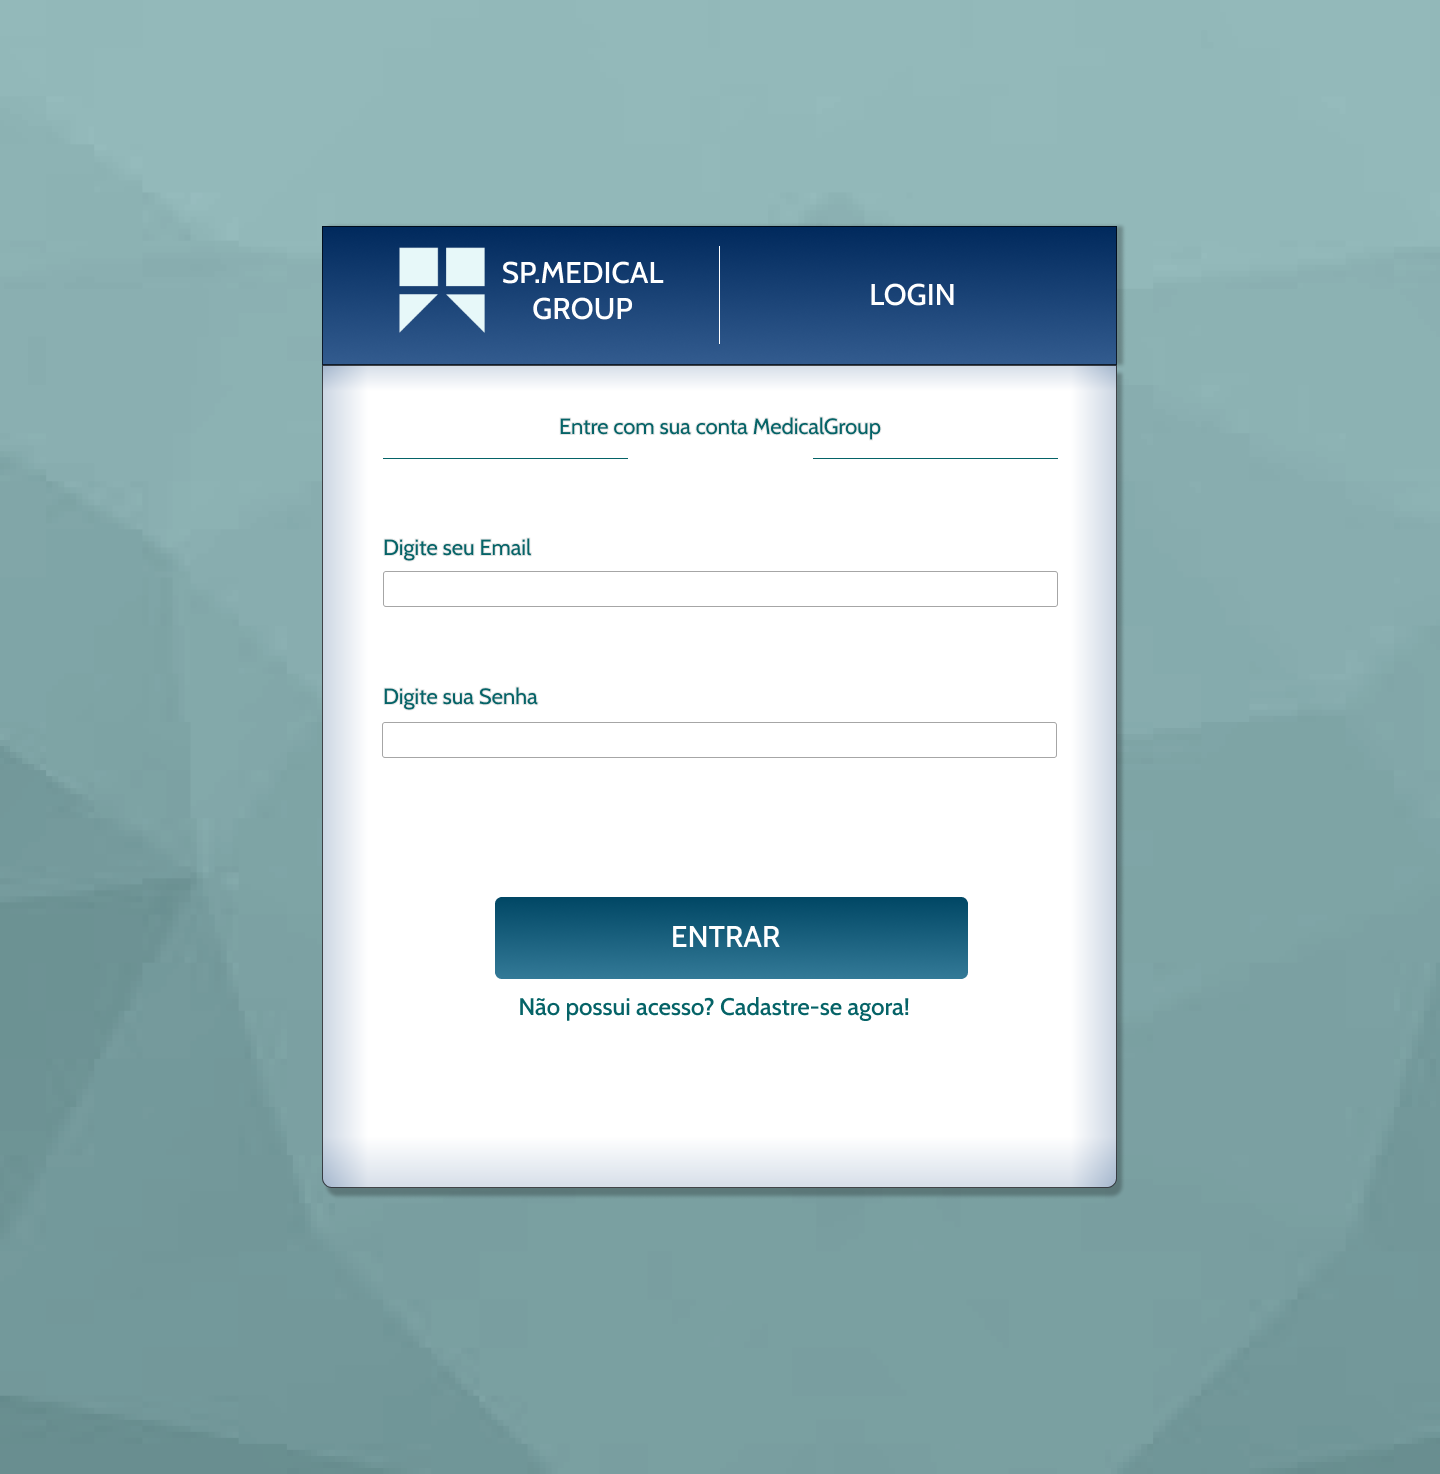 SP.MEDICAL
GROUP
LOGIN
Entre com sua conta MedicalGroup
Digite seu Email
Digite sua Senha
ENTRAR
Não possui acesso? Cadastre-se agora!